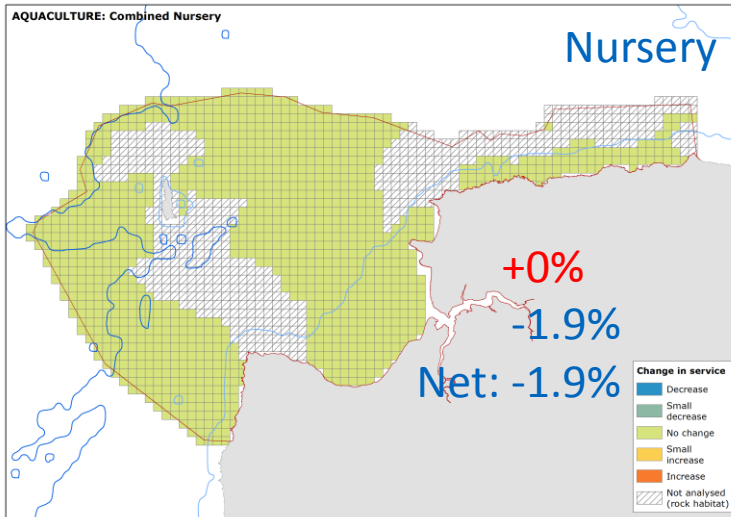 AQUACULTURE: Combined Nursery
Nursery
+0%
-1.9%
Net: -1.9%
Change in service
Decrease
Small
decrease
No change
Small
increase
Increase
Not analysed
(rock habitat)